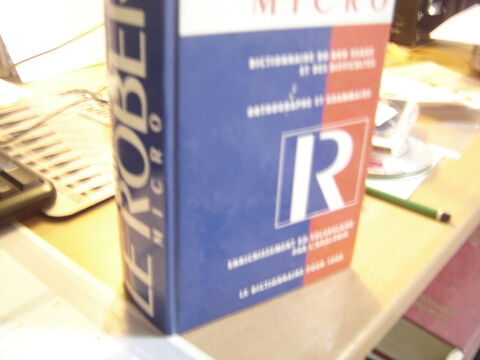 MICRO
DICTIONNAIRE DU BON USAGE
ET DES DIFFICULTÉS
ORTHOGRAPHE ET GRAMMAIRE
R
ENRICHISSEMENT DU VOCABULAIRE
PAR L'ANALOGIE
LE DICTIONNAIRE POUR TOUS
LE ROBERT
MICRO